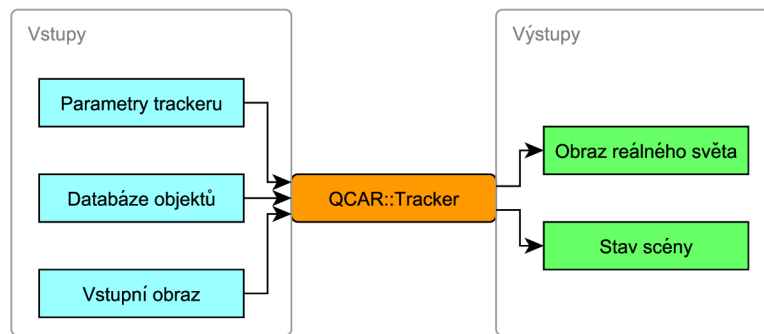 Vstupy
Parametry trackeru
Databáze objektů
Vstupní obraz
QCAR::Tracker
Výstupy
Obraz reálného světa
Stav scény